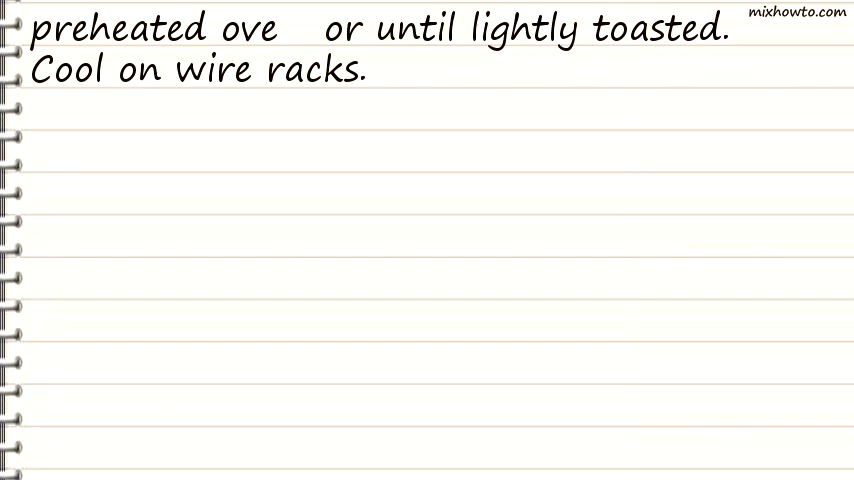 mixhowto.com
preheated ove or until lightly toasted.
Cool on wire racks.